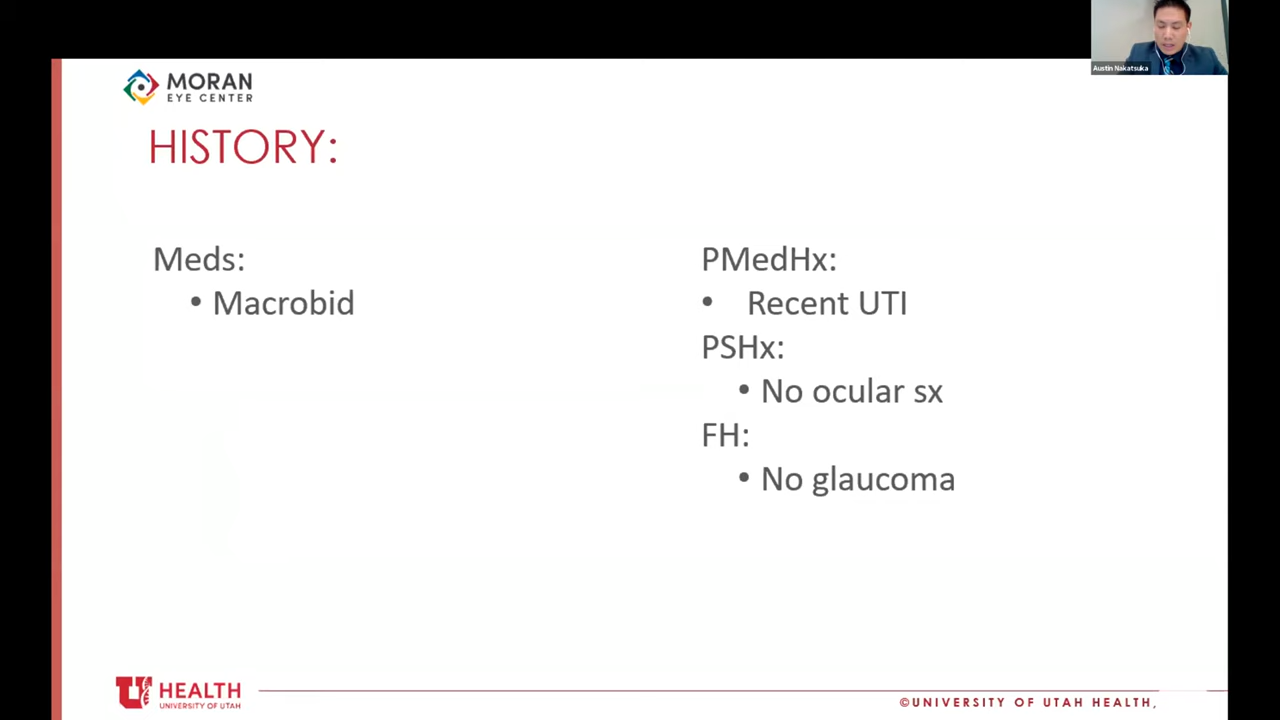 Austin Nakatsuka
MORAN
EYE CENTER
HISTORY:
Meds:
• Macrobid
PMedHx:
• Recent UTI
PSHx:
• No ocular sx
FH:
• No glaucoma
U HEALTH
UNIVERSITY OF UTAH
©UNIVERSITY OF UTAH HEALTH,